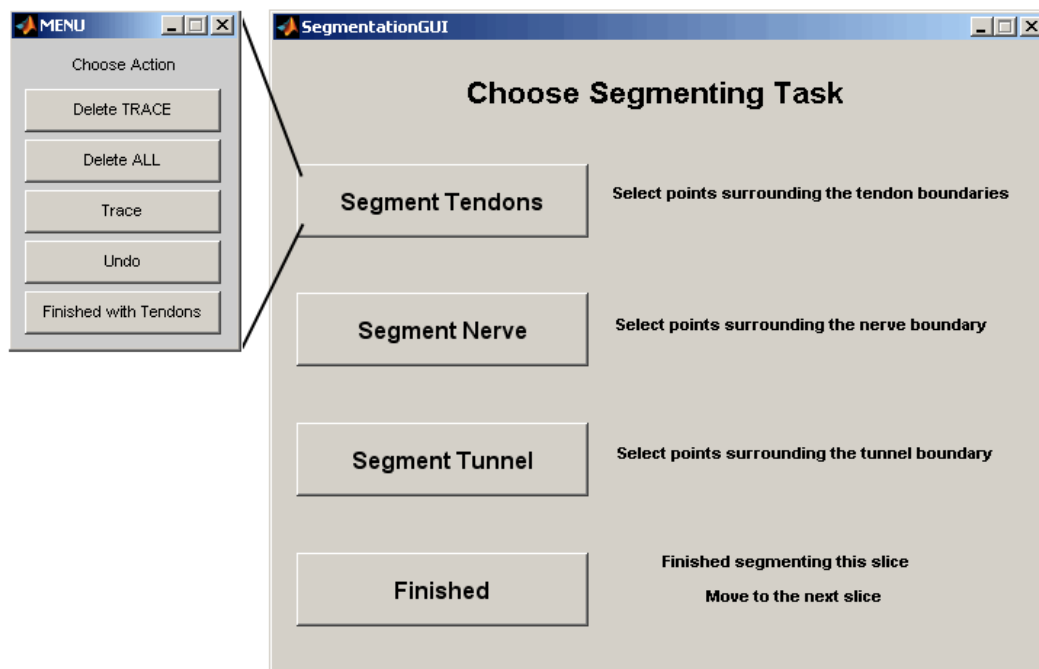 MENU
Choose Action
Delete TRACE
Delete ALL
Trace
Undo
Finished with Tendons
SegmentationGUI
Choose Segmenting Task
Segment Tendons
Select points surrounding the tendon boundaries
Segment Nerve
Select points surrounding the nerve boundary
Segment Tunnel
Select points surrounding the tunnel boundary
Finished
Finished segmenting this slice
Move to the next slice